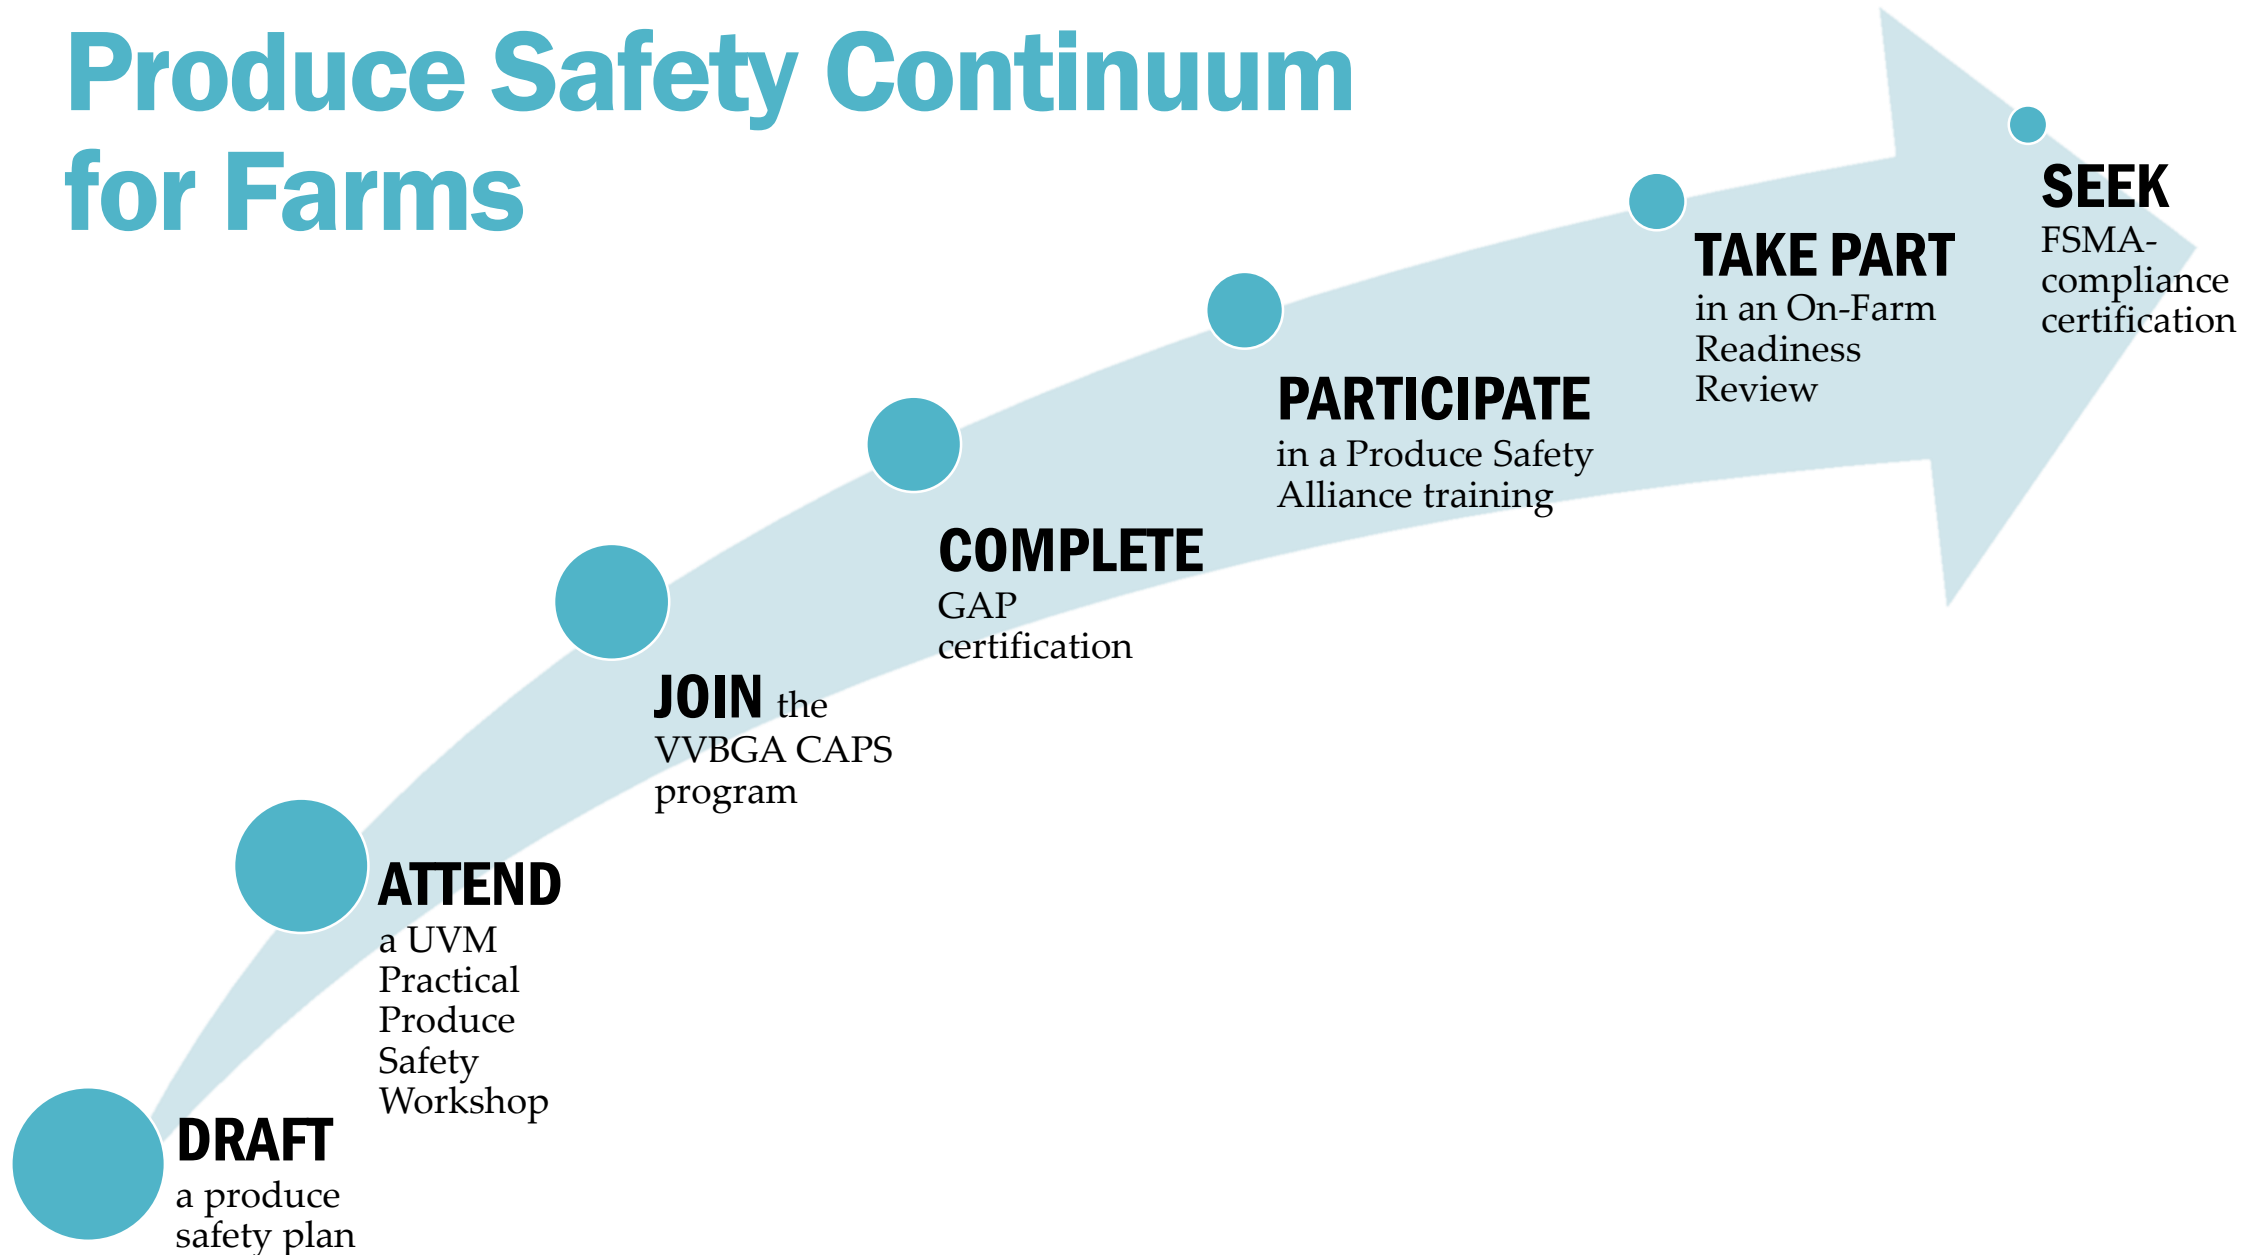 Produce Safety Continuum
for Farms
DRAFT
a produce
safety plan
ATTEND
a UVM
Practical
Produce
Safety
Workshop
JOIN the
VVBGA CAPS
program
COMPLETE
GAP
certification
PARTICIPATE
in a Produce Safety
Alliance training
TAKE PART
in an On-Farm
Readiness
Review
SEEK
FSMA-
compliance
certification